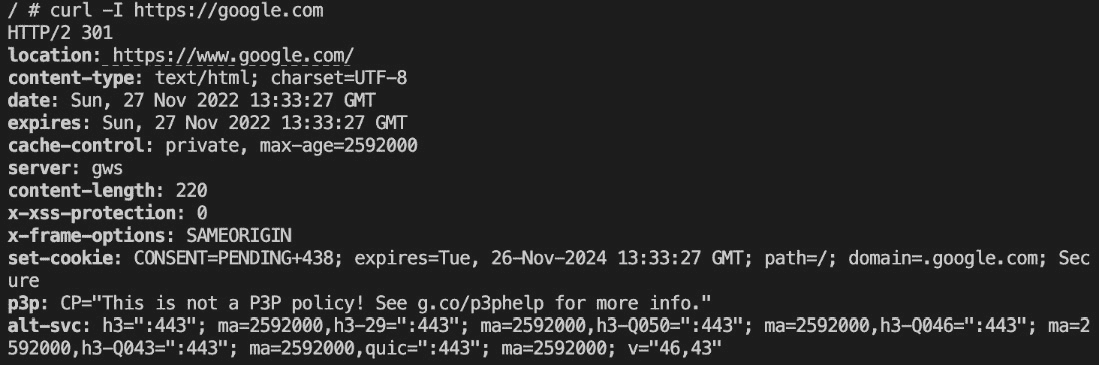 / # curl -I https://google.com
HTTP/2 301
location: https://www.google.com/
content-type: text/html; charset=UTF-8
date: Sun, 27 Nov 2022 13:33:27 GMT
expires: Sun, 27 Nov 2022 13:33:27 GMT
cache-control: private, max-age=2592000
server: gws
content-length: 220
x-xss-protection: 0
x-frame-options: SAMEORIGIN
set-cookie: CONSENT=PENDING+438; expires=Tue, 26-Nov-2024 13:33:27 GMT; path=/; domain=.google.com; Sec
ure
p3p: CP="This is not a P3P policy! See g.co/p3phelp for more info."
alt-svc: h3=":443"; ma=2592000,h3-29=":443"; ma=2592000,h3-Q050=":443"; ma=2592000,h3-Q046=":443"; ma=2
592000,h3-Q043=":443"; ma=2592000,quic=":443"; ma=2592000; v="46,43"